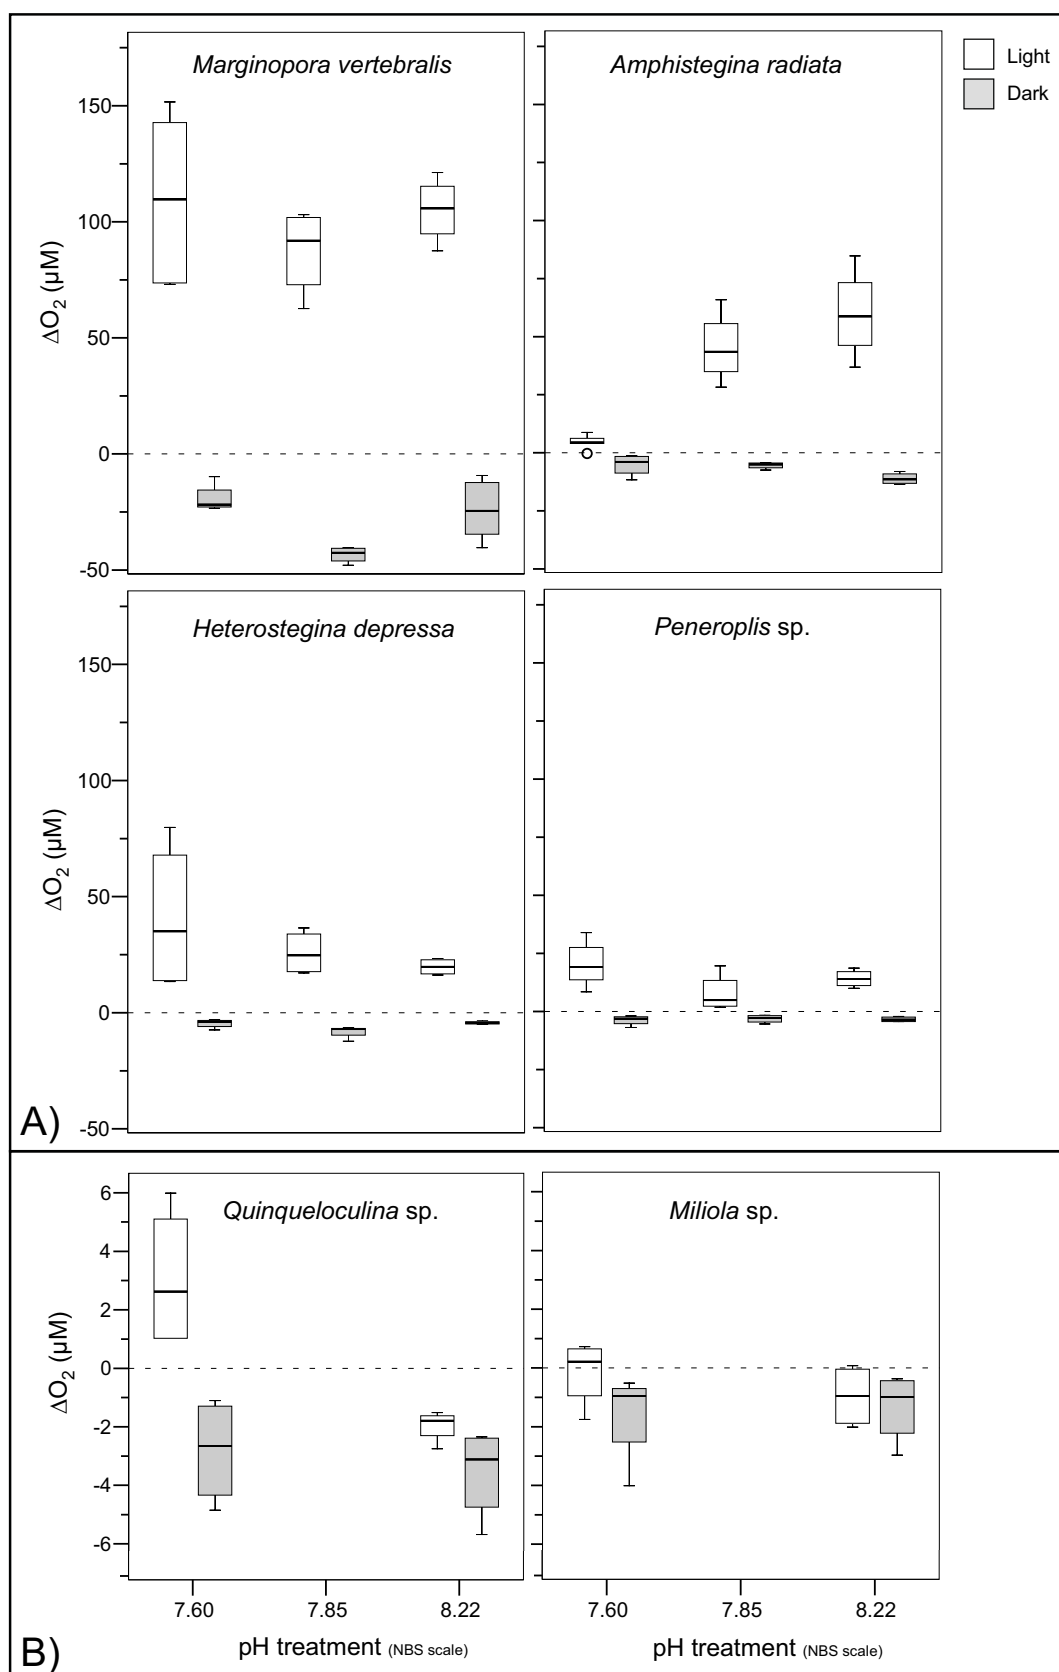 Marginopora vertebralis
Amphistegina radiata
Light
Dark
150
100
50
0
-50
ΔO₂ (µM)
Heterostegina depressa
Peneroplis sp.
150
100
50
0
-50
ΔO₂ (µM)
A)
Quinqueloculina sp.
Miliola sp.
6
4
2
0
-2
-4
-6
ΔO₂ (µM)
7.60 7.85 8.22
7.60 7.85 8.22
pH treatment (NBS scale)
pH treatment (NBS scale)
B)